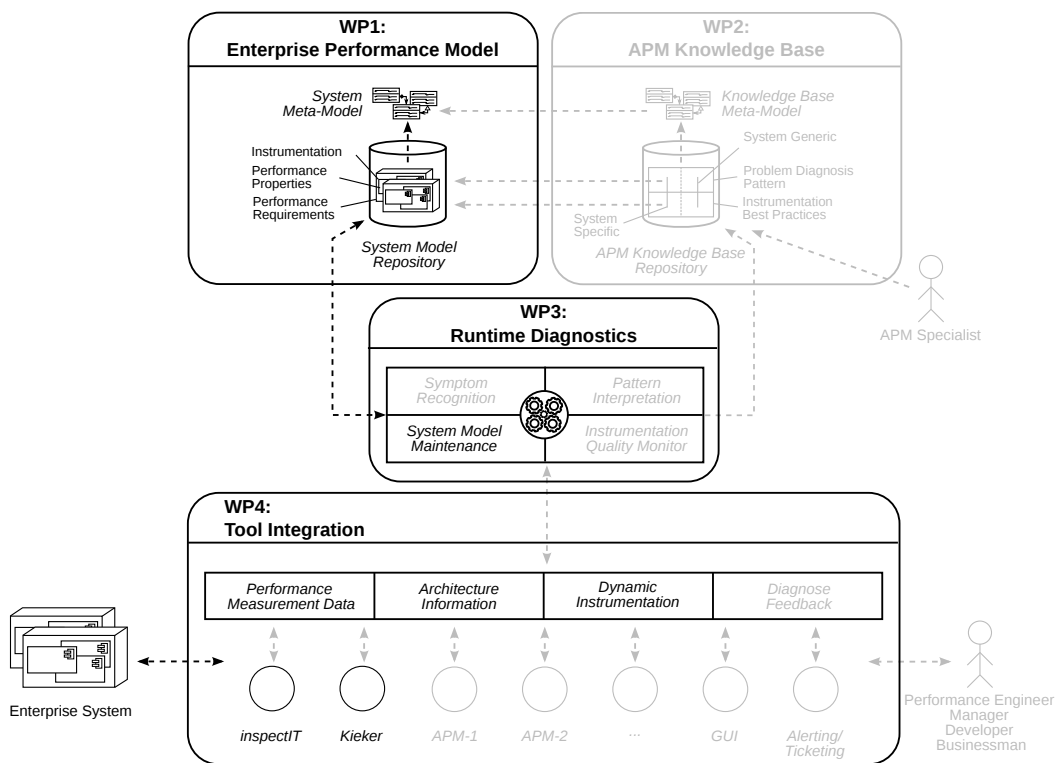 WP1:
Enterprise Performance Model
System
Meta-Model
Instrumentation
Performance
Properties
Performance
Requirements
System Model
Repository
WP2:
APM Knowledge Base
Knowledge Base
Meta-Model
System Generic
Problem Diagnosis
Pattern
Instrumentation
Best Practices
System
Specific
APM Knowledge Base
Repository
APM Specialist
WP3:
Runtime Diagnostics
Symptom
Recognition
Pattern
Interpretation
System Model
Maintenance
Instrumentation
Quality Monitor
WP4:
Tool Integration
Performance
Measurement Data
Architecture
Information
Dynamic
Instrumentation
Diagnose
Feedback
Enterprise System
inspectIT
Kieker
APM-1
APM-2
...
GUI
Alerting/
Ticketing
Performance Engineer
Manager
Developer
Businessman